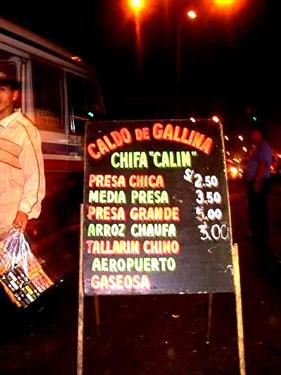 CALDO DE GALLINA
CHIFA "CALIN"
PRESA CHICA S/. 2.50
MEDIA PRESA 3.50
PRESA GRANDE 5.00
ARROZ CHAUFA 3.00
TALLARIN CHINO
AEROPUERTO
GASEOSA